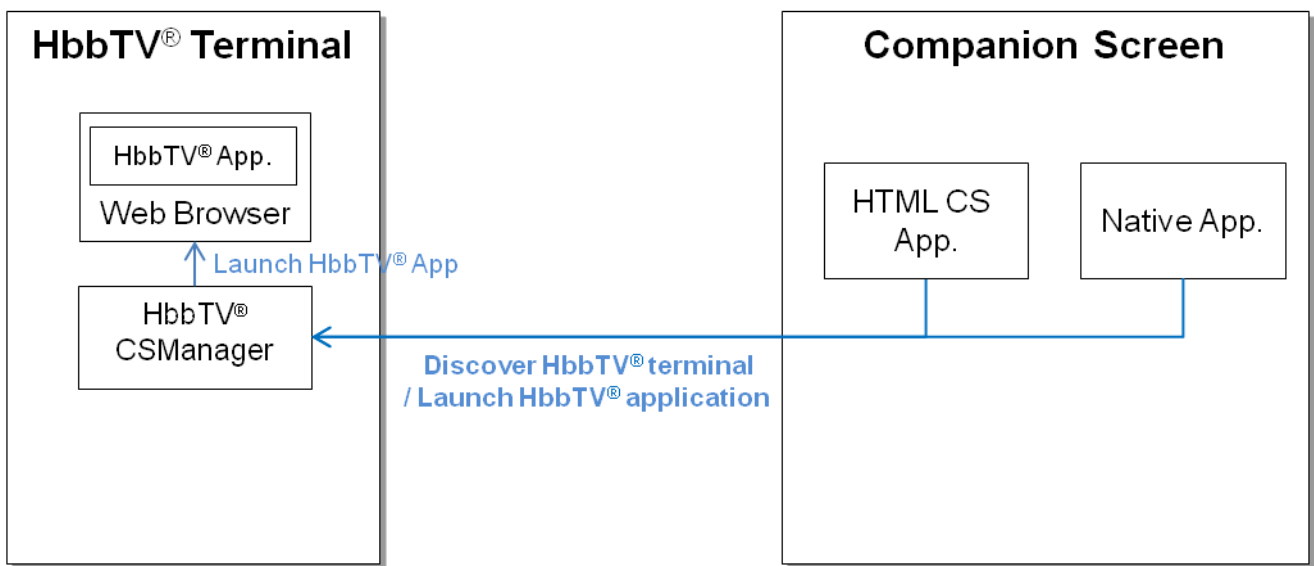 HbbTV® Terminal
HbbTV® App.
Web Browser
Launch HbbTV® App
HbbTV®
CSManager
Discover HbbTV® terminal
/ Launch HbbTV® application
Companion Screen
HTML CS
App.
Native App.